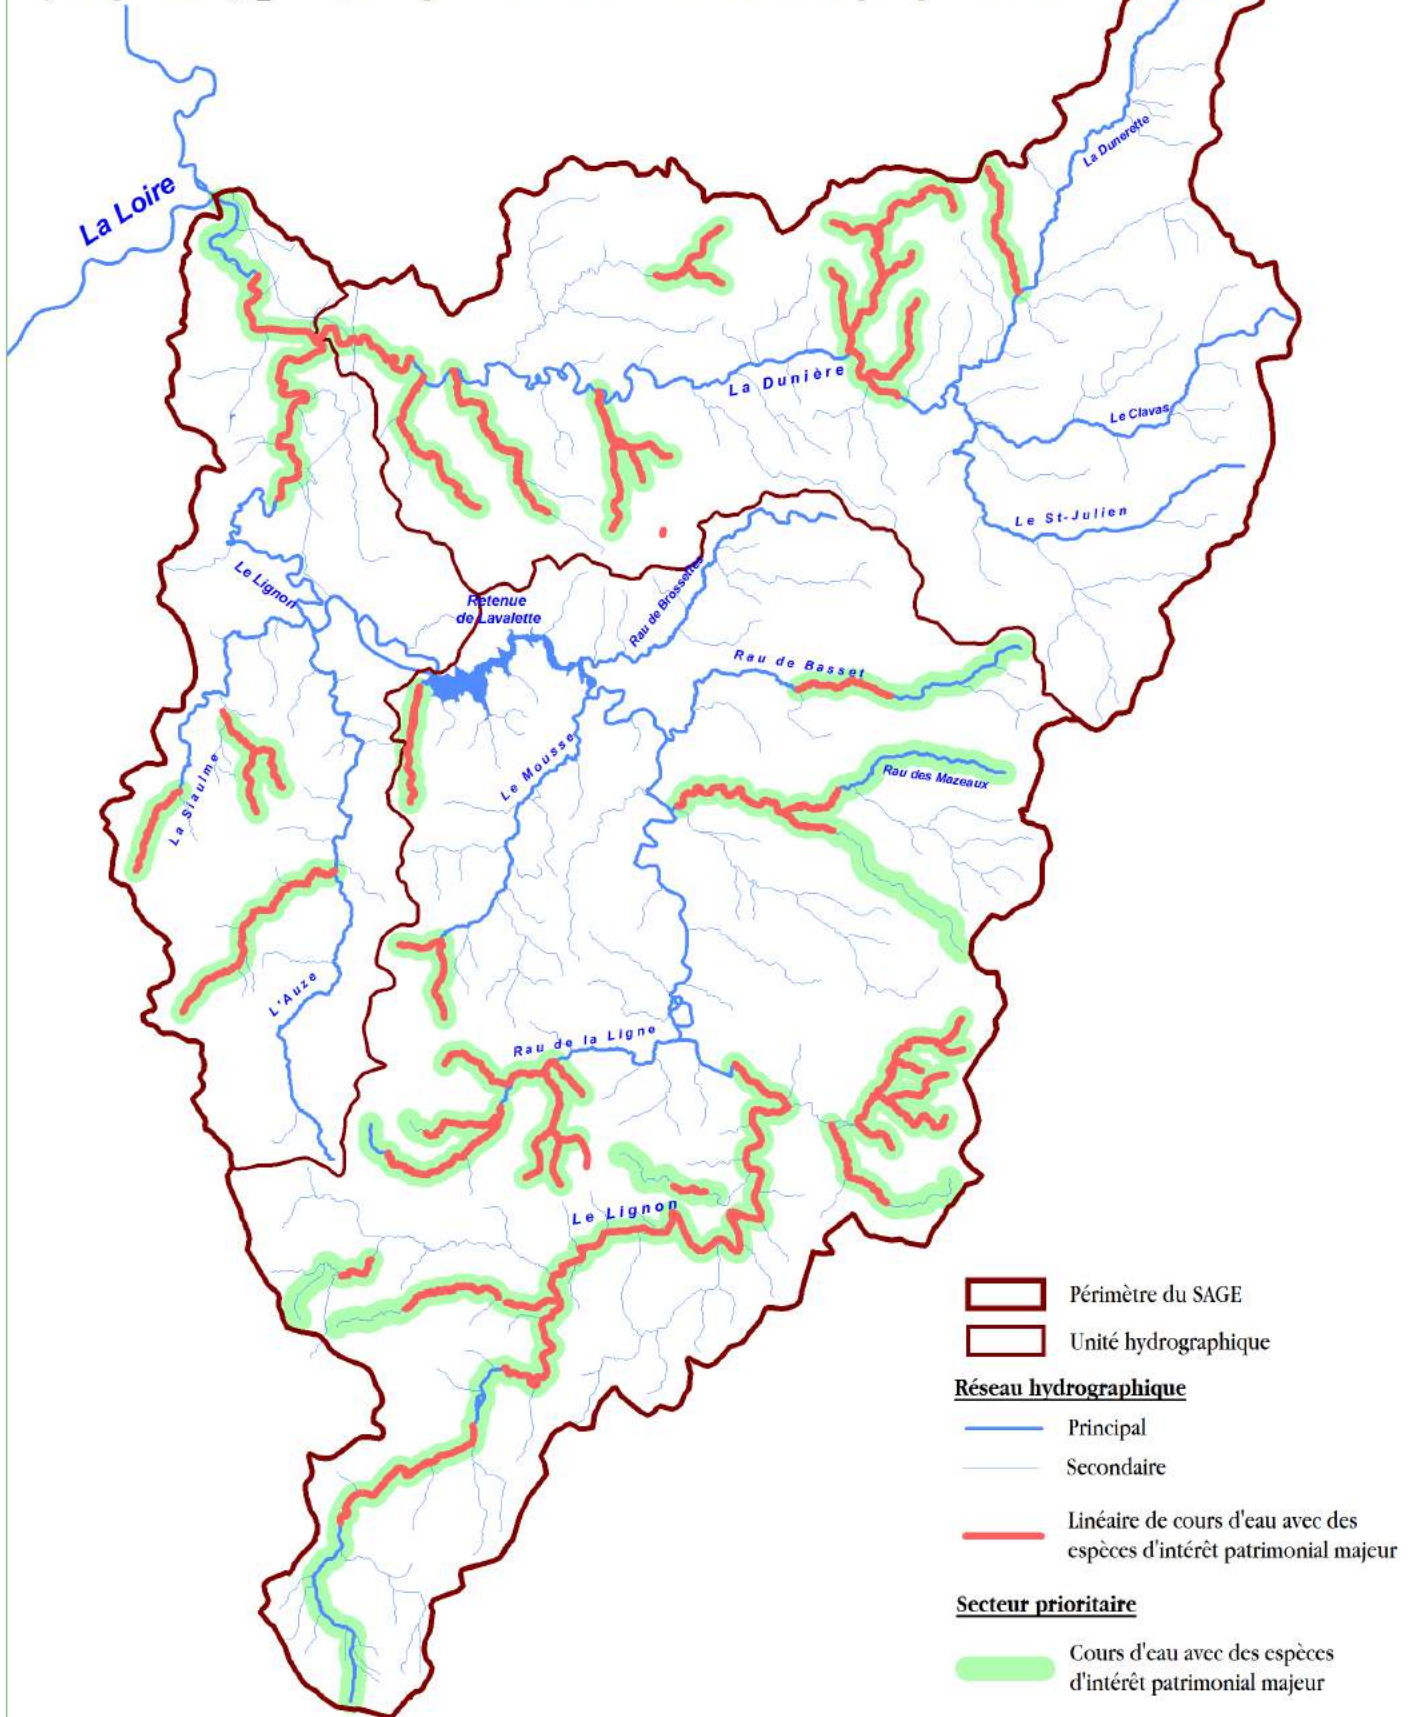 La Loire
La Dunerette
La Dunière
Le Clavas
Le St-Julien
Le Lignon
Retenue
de Lavalette
Rau de Brossettes
Rau de Basset
Le Mousse
Rau des Mazeaux
La Siaulme
L'Auze
Rau de la Ligne
Le Lignon
Périmètre du SAGE
Unité hydrographique
Réseau hydrographique
Principal
Secondaire
Linéaire de cours d'eau avec des
espèces d'intérêt patrimonial majeur
Secteur prioritaire
Cours d'eau avec des espèces
d'intérêt patrimonial majeur